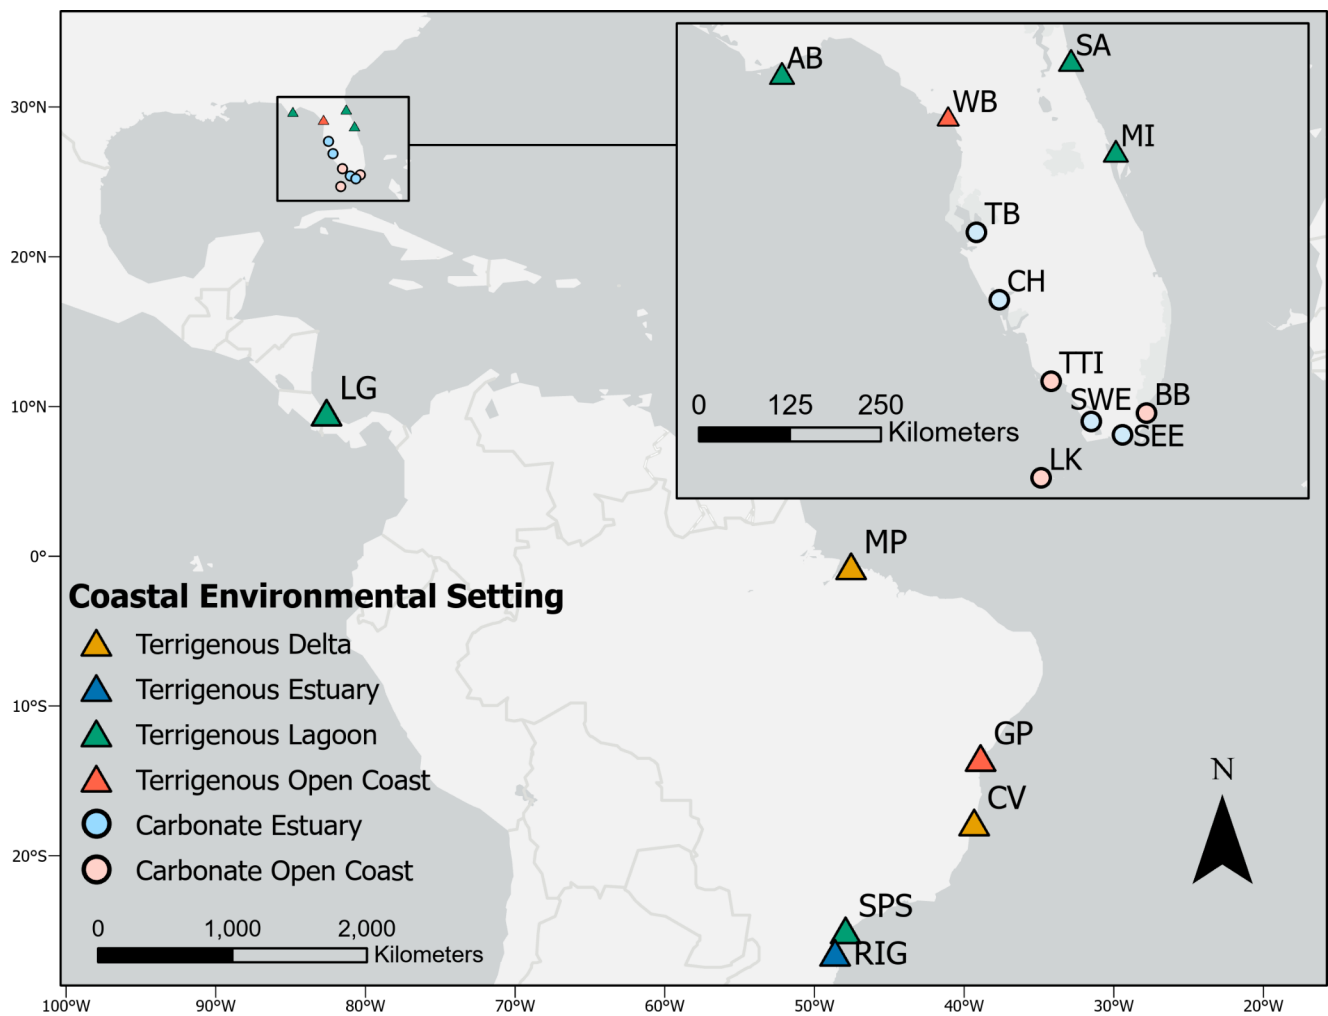 AB
SA
WB
MI
TB
CH
TTI
SWE
BB
SEE
LK
0 125 250
Kilometers
30°N
20°N
10°N
0°
10°S
20°S
LG
MP
GP
CV
SPS
RIG
N
Coastal Environmental Setting
Terrigenous Delta
Terrigenous Estuary
Terrigenous Lagoon
Terrigenous Open Coast
Carbonate Estuary
Carbonate Open Coast
0 1,000 2,000
Kilometers
100°W 90°W 80°W 70°W 60°W 50°W 40°W 30°W 20°W